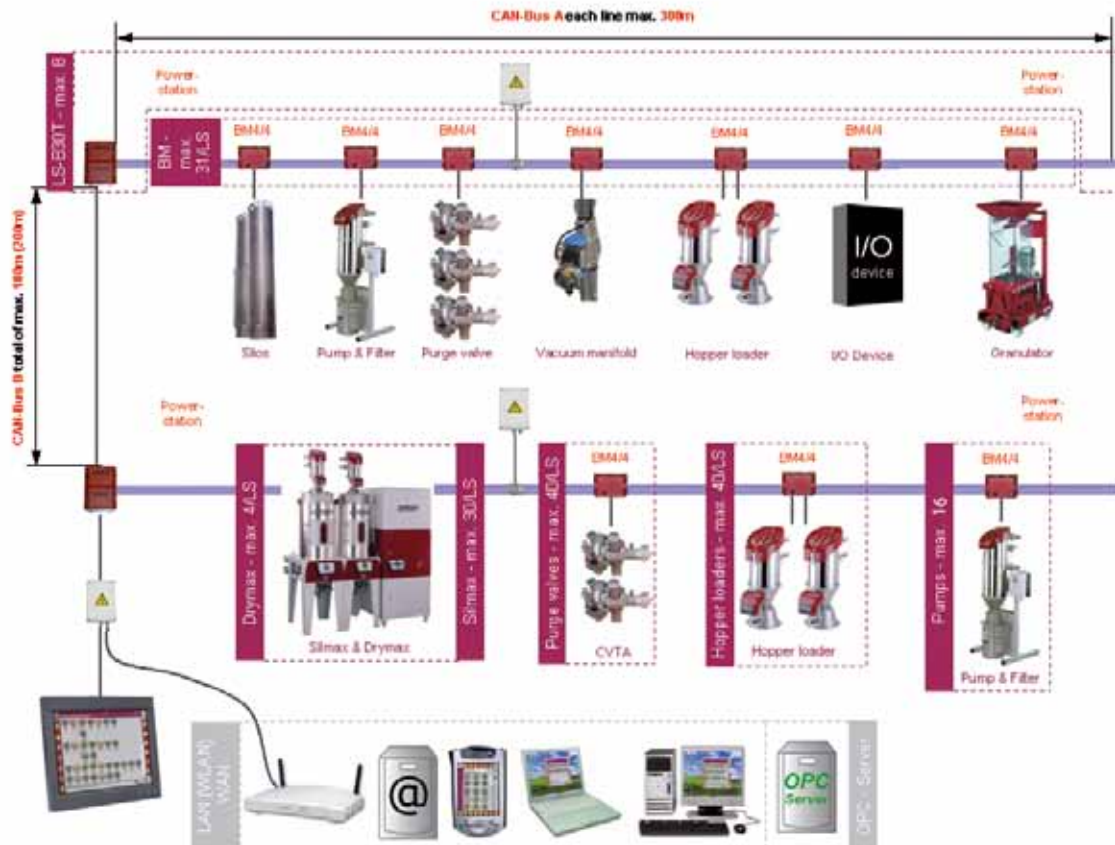 CAN-Bus A each line max. 300m
LS-B30T - max. 8
Power-
station
Power-
station
BM -
max.
31/LS
BM4/4
BM4/4
BM4/4
BM4/4
BM4/4
BM4/4
BM4/4
I/O
device
Silos
Pump & Filter
Purge valve
Vacuum manifold
Hopper loader
I/O Device
Granulator
CAN-Bus B total of max. 100m (200m)
Power-
station
Power-
station
Drymax - max. 4/LS
Silmax - max. 30/LS
Purge valves - max. 40/LS
BM4/4
Hopper loaders - max. 40/LS
BM4/4
Pumps - max. 16
BM4/4
Silmax & Drymax
CVTA
Hopper loader
Pump & Filter
LAN (WLAN)
WAN
@
OPC
Server
OPC - Server